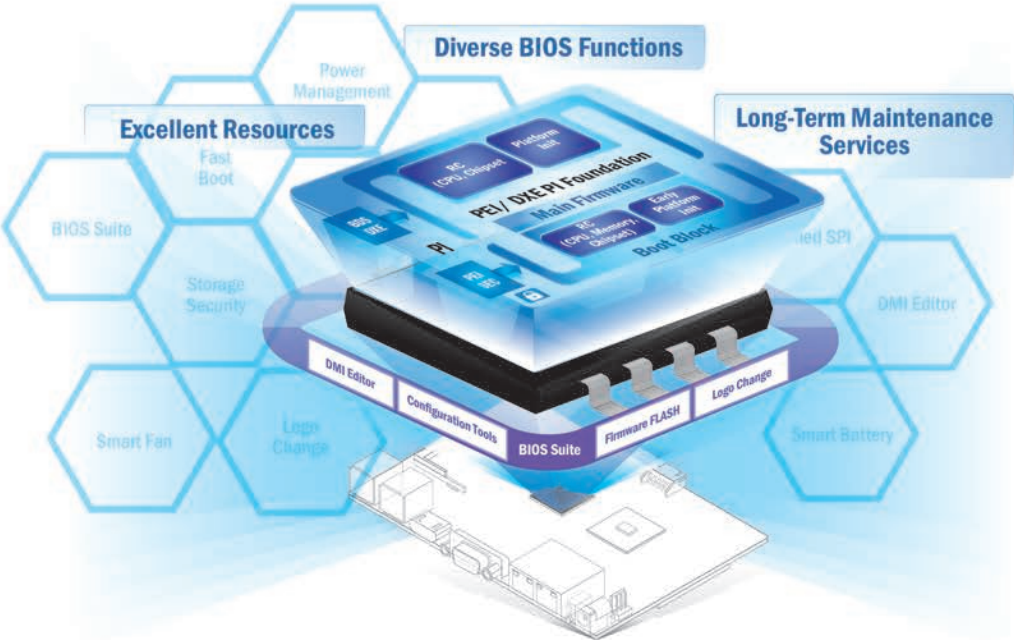 Diverse BIOS Functions
Excellent Resources
Long-Term Maintenance
Services
Power
Management
Fast
Boot
BIOS Suite
Storage
Security
Smart Fan
Logo
Change
SPI
DMI Editor
Smart Battery
RC
(CPU, Chipset
Platform
Init
PEI / DXE PI Foundation
Main Firmware
RC
(CPU, Memory,
Chipset)
Early
Platform
Init
Boot Block
BDS
DXE
PI
PEI
SEC
DMI Editor
Configuration Tools
BIOS Suite
Firmware FLASH
Logo Change